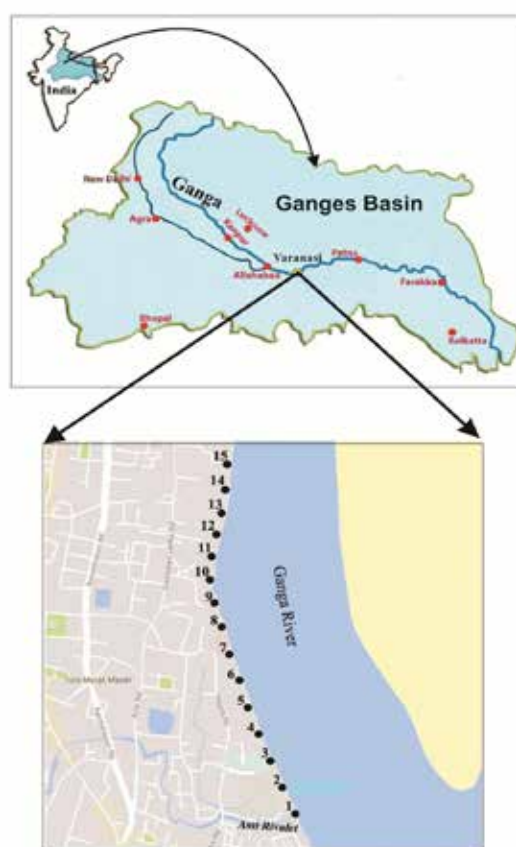 India
New Delhi
Ganga
Ganges Basin
Lucknow
Kanpur
Agra
Varanasi
Patna
Allahabad
Farakka
Bhopal
Kolkatta
15
14
13
12
11
10
9
8
7
6
5
4
3
2
1
Ganga River
Assi Rivulet